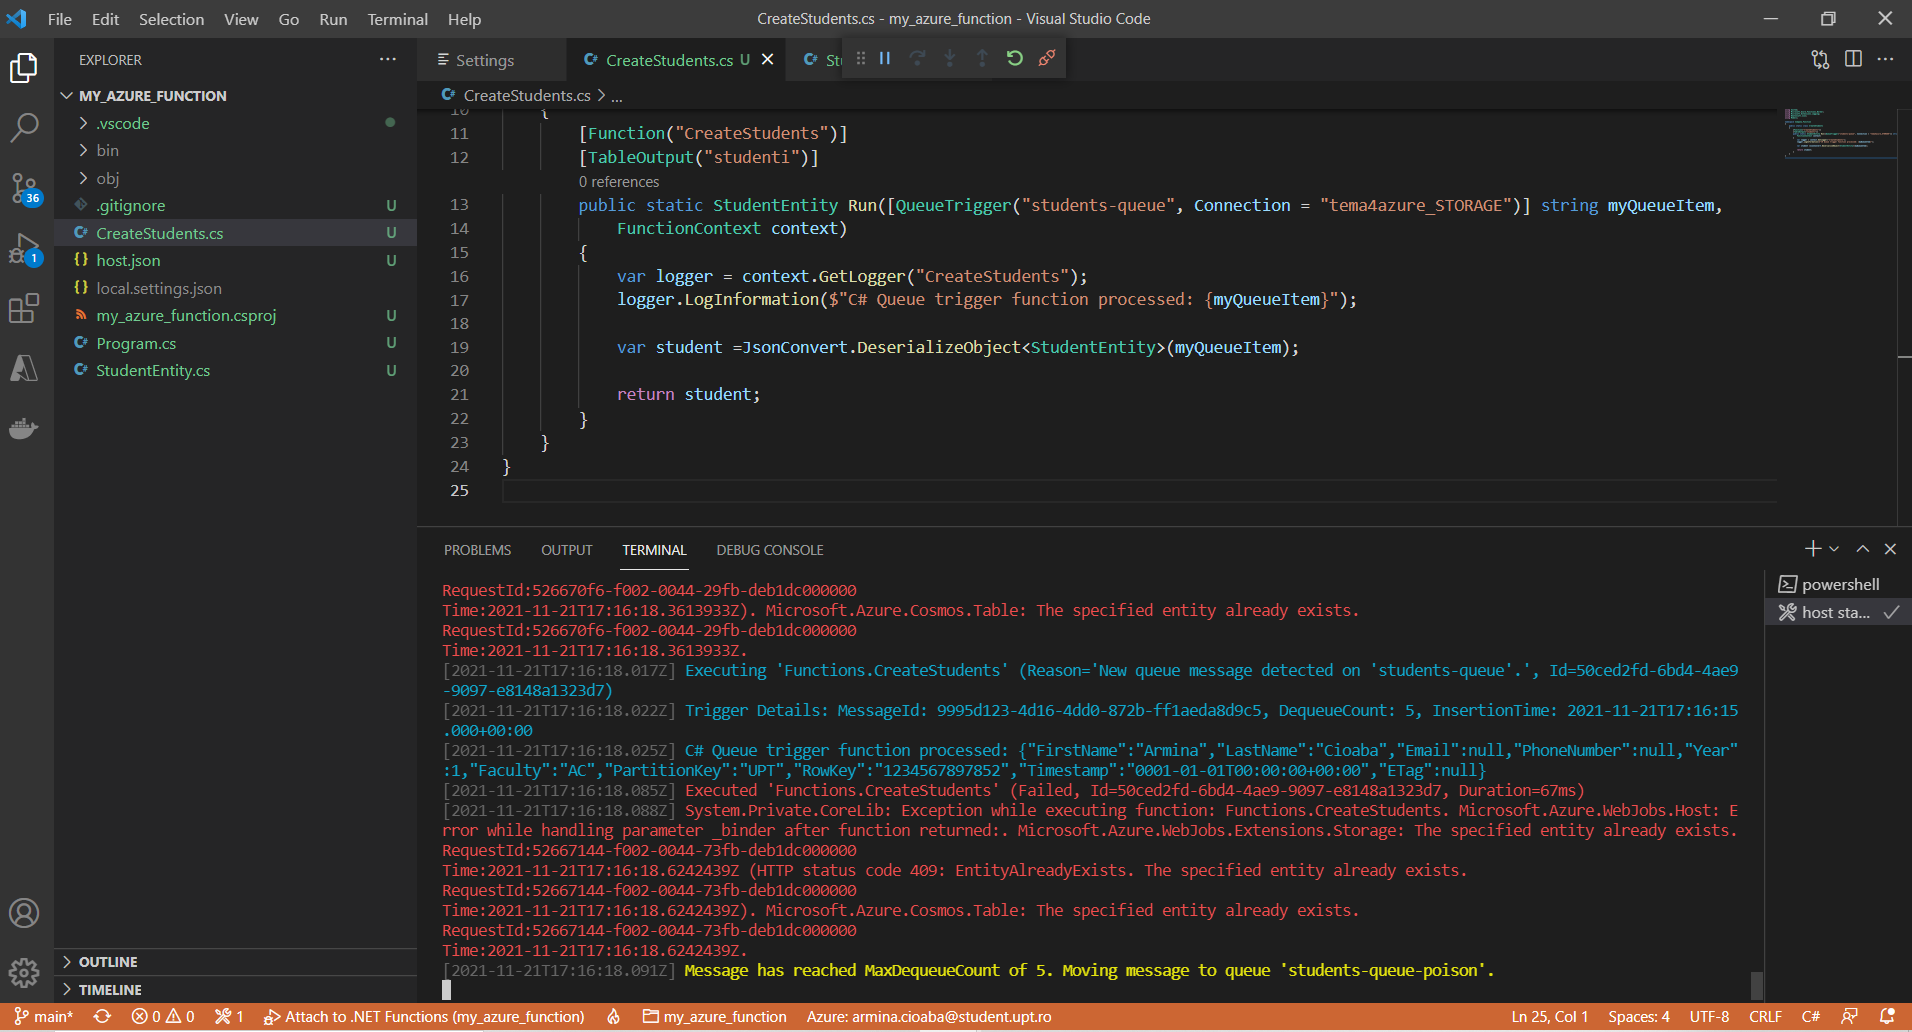 File Edit Selection View Go Run Terminal Help
CreateStudents.cs - my_azure_function - Visual Studio Code
EXPLORER
MY_AZURE_FUNCTION
.vscode
bin
obj
.gitignore U
CreateStudents.cs U
host.json U
local.settings.json
my_azure_function.csproj U
Program.cs U
StudentEntity.cs U
OUTLINE
TIMELINE
36
1
Settings
CreateStudents.cs U
CreateStudents.cs > ...
10 {
11 [Function("CreateStudents")]
12 [TableOutput("studenti")]
0 references
13 public static StudentEntity Run([QueueTrigger("students-queue", Connection = "tema4azure_STORAGE")] string myQueueItem,
14 FunctionContext context)
15 {
16 var logger = context.GetLogger("CreateStudents");
17 logger.LogInformation($"C# Queue trigger function processed: {myQueueItem}");
18
19 var student =JsonConvert.DeserializeObject<StudentEntity>(myQueueItem);
20
21 return student;
22 }
23 }
24 }
25
PROBLEMS OUTPUT TERMINAL DEBUG CONSOLE
powershell
host sta...
RequestId:526670f6-f002-0044-29fb-deb1dc000000
Time:2021-11-21T17:16:18.3613933Z). Microsoft.Azure.Cosmos.Table: The specified entity already exists.
RequestId:526670f6-f002-0044-29fb-deb1dc000000
Time:2021-11-21T17:16:18.3613933Z.
[2021-11-21T17:16:18.017Z] Executing 'Functions.CreateStudents' (Reason='New queue message detected on 'students-queue'.', Id=50ced2fd-6bd4-4ae9
-9097-e8148a1323d7)
[2021-11-21T17:16:18.022Z] Trigger Details: MessageId: 9995d123-4d16-4dd0-872b-ff1aeda8d9c5, DequeueCount: 5, InsertionTime: 2021-11-21T17:16:15
.000+00:00
[2021-11-21T17:16:18.025Z] C# Queue trigger function processed: {"FirstName":"Armina","LastName":"Cioaba","Email":null,"PhoneNumber":null,"Year"
:1,"Faculty":"AC","PartitionKey":"UPT","RowKey":"1234567897852","Timestamp":"0001-01-01T00:00:00+00:00","ETag":null}
[2021-11-21T17:16:18.085Z] Executed 'Functions.CreateStudents' (Failed, Id=50ced2fd-6bd4-4ae9-9097-e8148a1323d7, Duration=67ms)
[2021-11-21T17:16:18.088Z] System.Private.CoreLib: Exception while executing function: Functions.CreateStudents. Microsoft.Azure.WebJobs.Host: E
rror while handling parameter _binder after function returned:. Microsoft.Azure.WebJobs.Extensions.Storage: The specified entity already exists.
RequestId:52667144-f002-0044-73fb-deb1dc000000
Time:2021-11-21T17:16:18.6242439Z (HTTP status code 409: EntityAlreadyExists. The specified entity already exists.
RequestId:52667144-f002-0044-73fb-deb1dc000000
Time:2021-11-21T17:16:18.6242439Z). Microsoft.Azure.Cosmos.Table: The specified entity already exists.
RequestId:52667144-f002-0044-73fb-deb1dc000000
Time:2021-11-21T17:16:18.6242439Z.
[2021-11-21T17:16:18.091Z] Message has reached MaxDequeueCount of 5. Moving message to queue 'students-queue-poison'.
main* 0 0 1 Attach to .NET Functions (my_azure_function) my_azure_function Azure: armina.cioaba@student.upt.ro Ln 25, Col 1 Spaces: 4 UTF-8 CRLF C#